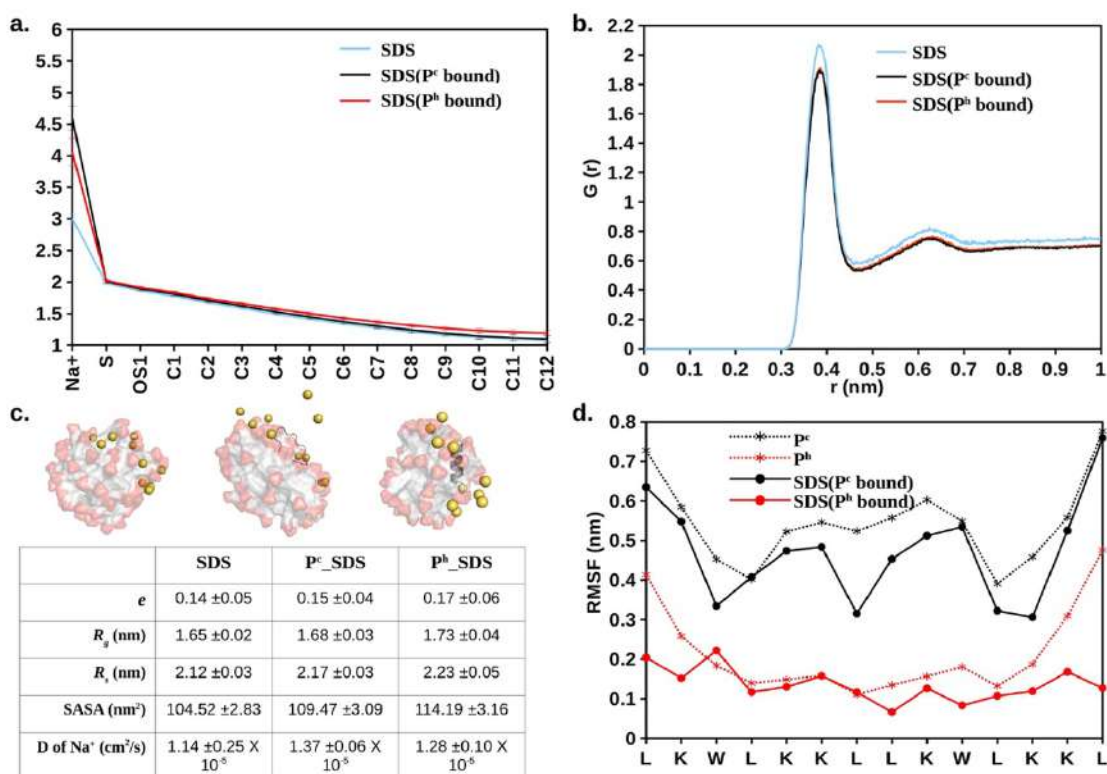 a.
6
5.5
5
4.5
4
3.5
3
2.5
2
1.5
1
SDS
SDS(Pᶜ bound)
SDS(Pʰ bound)
Na+
S
OS1
C1
C2
C3
C4
C5
C6
C7
C8
C9
C10
C11
C12
b.
G (r)
2.2
2
1.8
1.6
1.4
1.2
1
0.8
0.6
0.4
0.2
0
SDS
SDS(Pᶜ bound)
SDS(Pʰ bound)
0 0.1 0.2 0.3 0.4 0.5 0.6 0.7 0.8 0.9 1
r (nm)
c.
SDS Pᶜ_SDS Pʰ_SDS
e 0.14 ±0.05 0.15 ±0.04 0.17 ±0.06
R_g (nm) 1.65 ±0.02 1.68 ±0.03 1.73 ±0.04
R_s (nm) 2.12 ±0.03 2.17 ±0.03 2.23 ±0.05
SASA (nm²) 104.52 ±2.83 109.47 ±3.09 114.19 ±3.16
D of Na⁺ (cm²/s) 1.14 ±0.25 X 10⁻⁵ 1.37 ±0.06 X 10⁻⁵ 1.28 ±0.10 X 10⁻⁵
d.
RMSF (nm)
0.8
0.7
0.6
0.5
0.4
0.3
0.2
0.1
0
Pᶜ
Pʰ
SDS(Pᶜ bound)
SDS(Pʰ bound)
L K W L K K L L K W L K K L